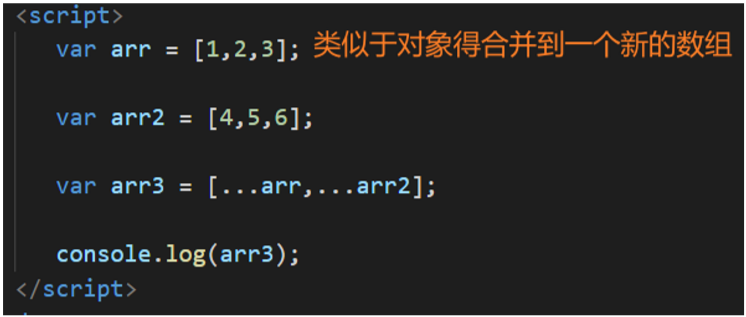 <script>
var arr = [1,2,3]; 类似于对象得合并到一个新的数组
var arr2 = [4,5,6];
var arr3 = [...arr,...arr2];
console.log(arr3);
</script>